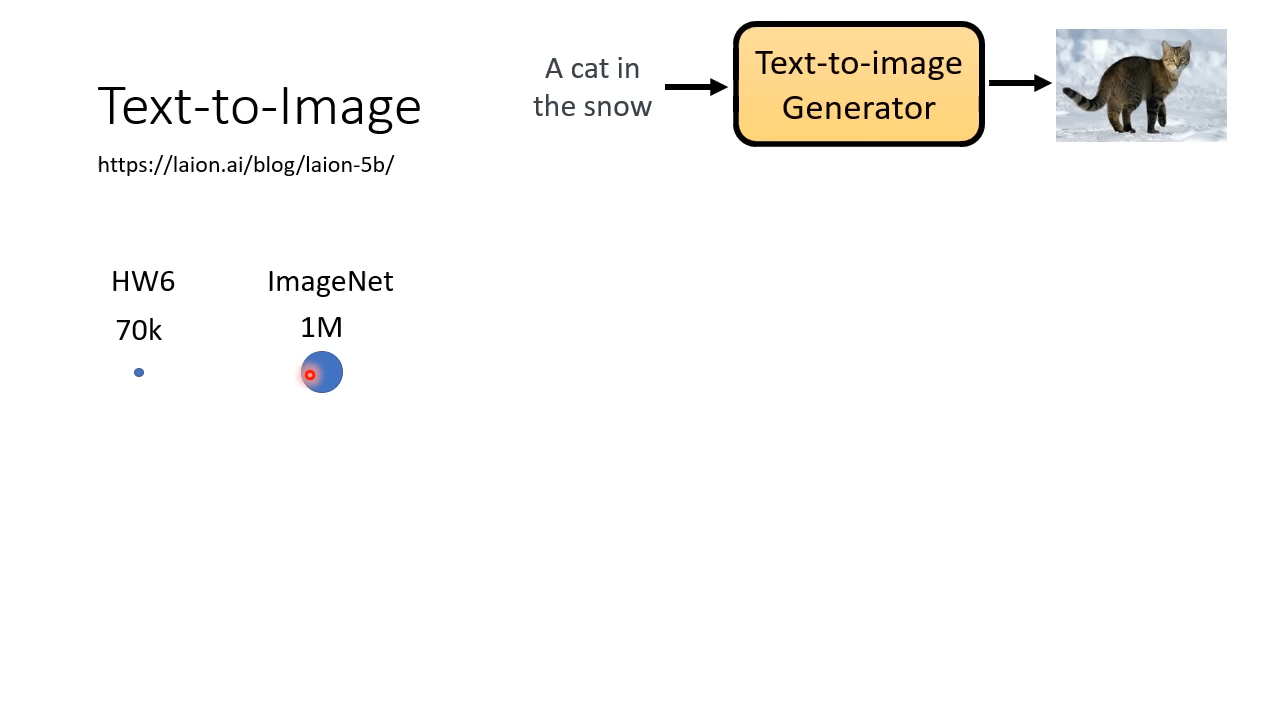 A cat in
the snow
Text-to-image
Generator
Text-to-Image
https://laion.ai/blog/laion-5b/
HW6
ImageNet
70k
1M